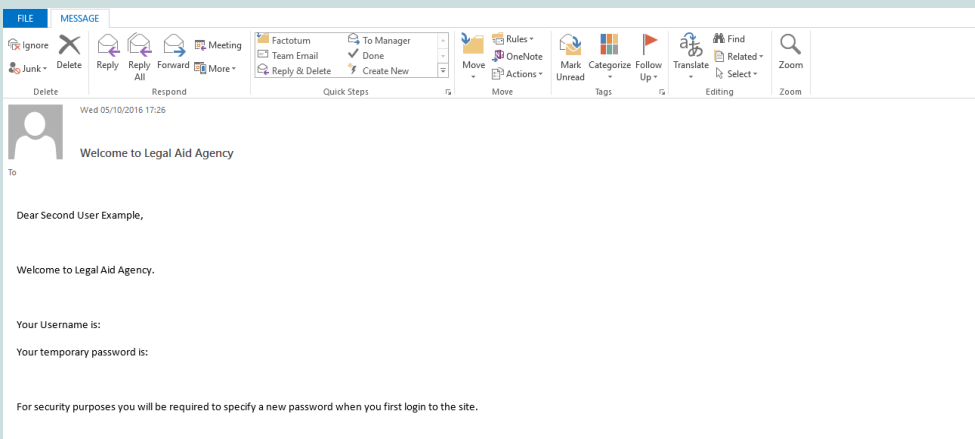 FILE MESSAGE
Ignore
Junk
Delete
Reply
Reply All
Forward
Meeting
More
Factotum
Team Email
Reply & Delete
To Manager
Done
Create New
Move
Rules
OneNote
Actions
Mark Unread
Categorize
Follow Up
Translate
Find
Related
Select
Zoom
Delete Respond Quick Steps Move Tags Editing Zoom
Wed 05/10/2016 17:26
Welcome to Legal Aid Agency
To
Dear Second User Example,
Welcome to Legal Aid Agency.
Your Username is:
Your temporary password is:
For security purposes you will be required to specify a new password when you first login to the site.